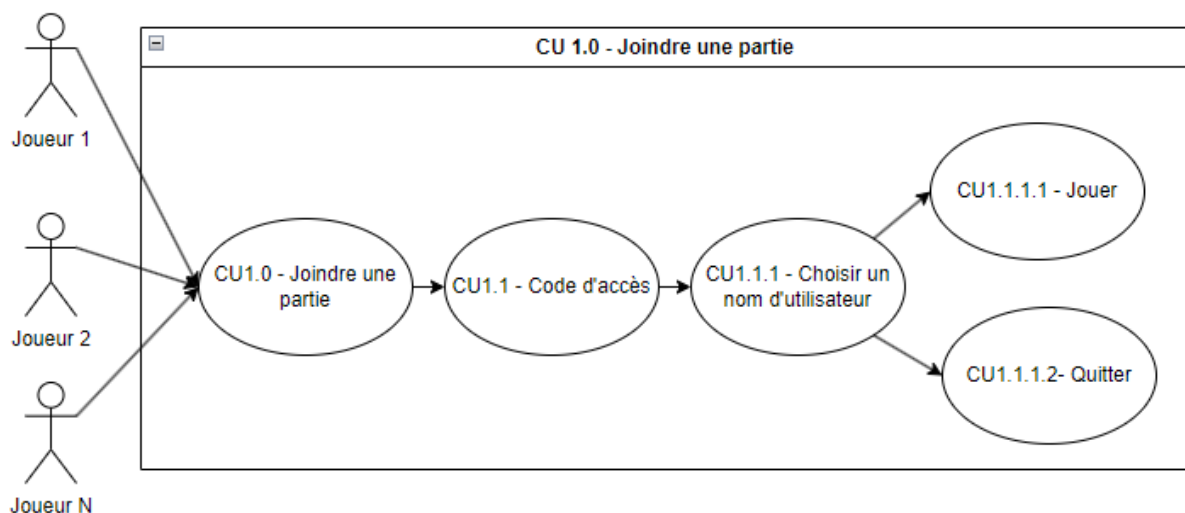 CU 1.0 - Joindre une partie
Joueur 1
Joueur 2
Joueur N
CU1.0 - Joindre une
partie
CU1.1 - Code d'accès
CU1.1.1 - Choisir un
nom d'utilisateur
CU1.1.1.1 - Jouer
CU1.1.1.2- Quitter